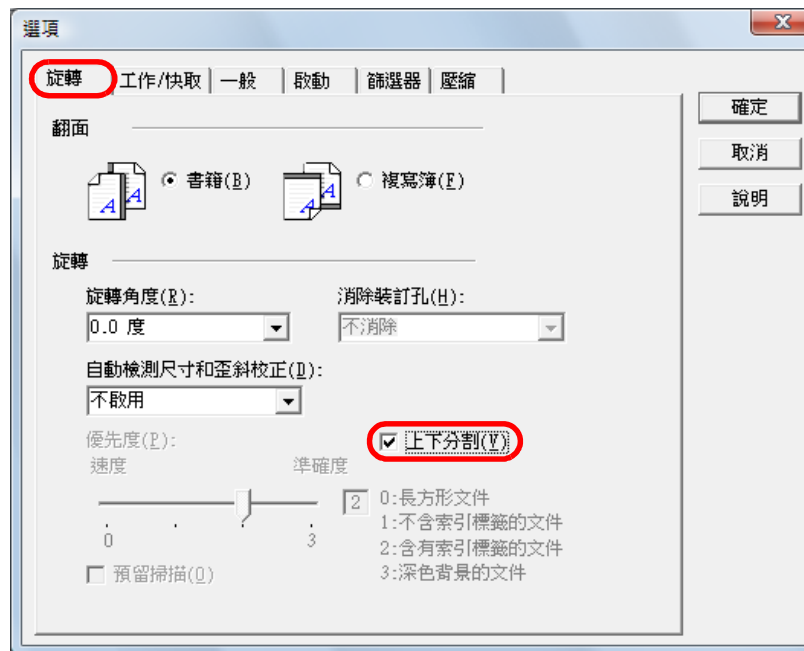 選項
旋轉 工作/快取 一般 啟動 篩選器 壓縮
確定
取消
說明
翻面
書籍(B) 複寫簿(F)
旋轉
旋轉角度(R): 消除裝訂孔(H):
0.0 度 不消除
自動檢測尺寸和歪斜校正(D):
不啟用
優先度(P): 上下分割(V)
速度 準確度
2 0:長方形文件
1:不含索引標籤的文件
0 3 2:含有索引標籤的文件
預留掃描(O) 3:深色背景的文件